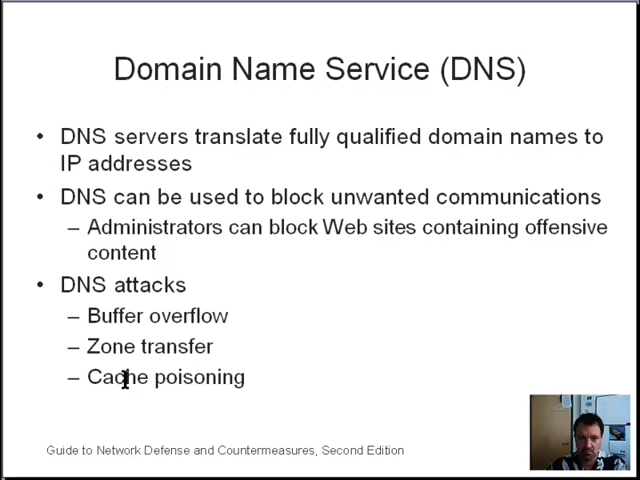 Domain Name Service (DNS)
• DNS servers translate fully qualified domain names to
IP addresses
• DNS can be used to block unwanted communications
– Administrators can block Web sites containing offensive
content
• DNS attacks
– Buffer overflow
– Zone transfer
– Cache poisoning
Guide to Network Defense and Countermeasures, Second Edition